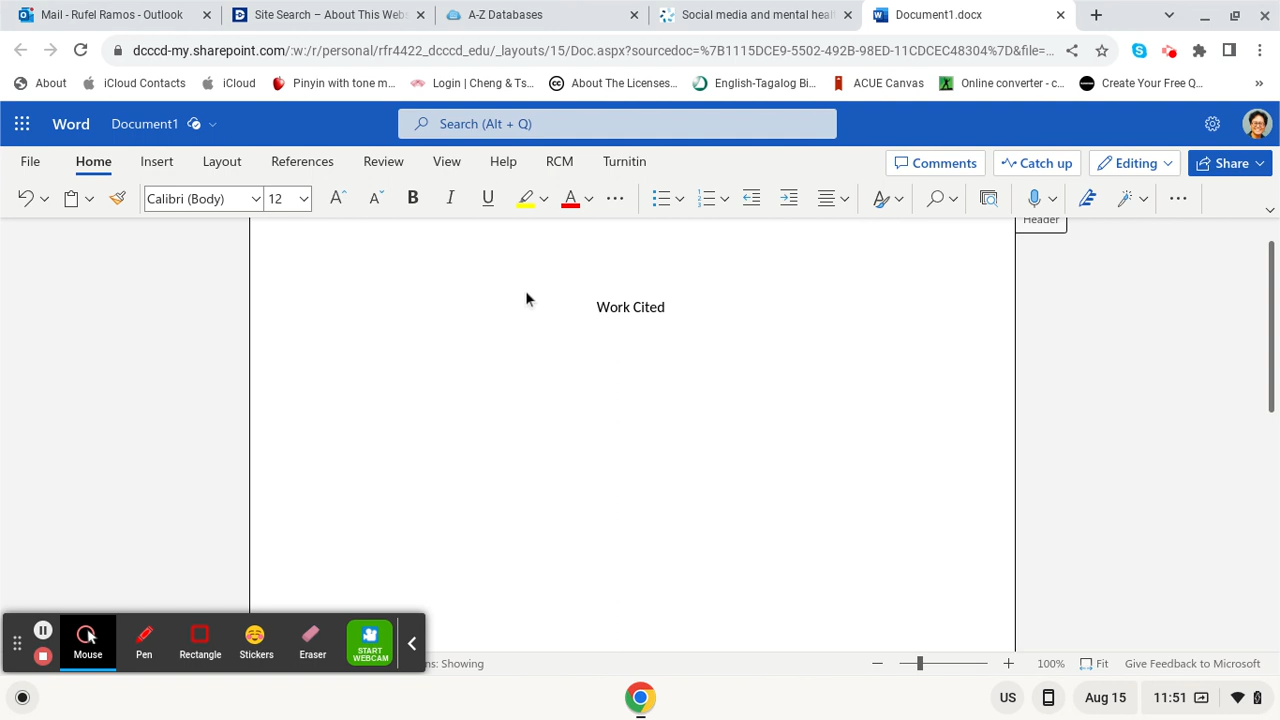 Mail - Rufel Ramos - Outlook
Site Search – About This Web
A-Z Databases
Social media and mental heal
Document1.docx
dcccd-my.sharepoint.com/:w:/r/personal/rfr4422_dcccd_edu/_layouts/15/Doc.aspx?sourcedoc=%7B1115DCE9-5502-492B-98ED-11CDCEC48304%7D&file=...
About
iCloud Contacts
iCloud
Pinyin with tone m...
Login | Cheng & Ts...
About The Licenses...
English-Tagalog Bi...
ACUE Canvas
Online converter - c...
Create Your Free Q...
Word
Document1
Search (Alt + Q)
File
Home
Insert
Layout
References
Review
View
Help
RCM
Turnitin
Comments
Catch up
Editing
Share
Calibri (Body)
12
Header
Work Cited
Mouse
Pen
Rectangle
Stickers
Eraser
START
WEBCAM
ns: Showing
100%
Fit
Give Feedback to Microsoft
US
Aug 15
11:51